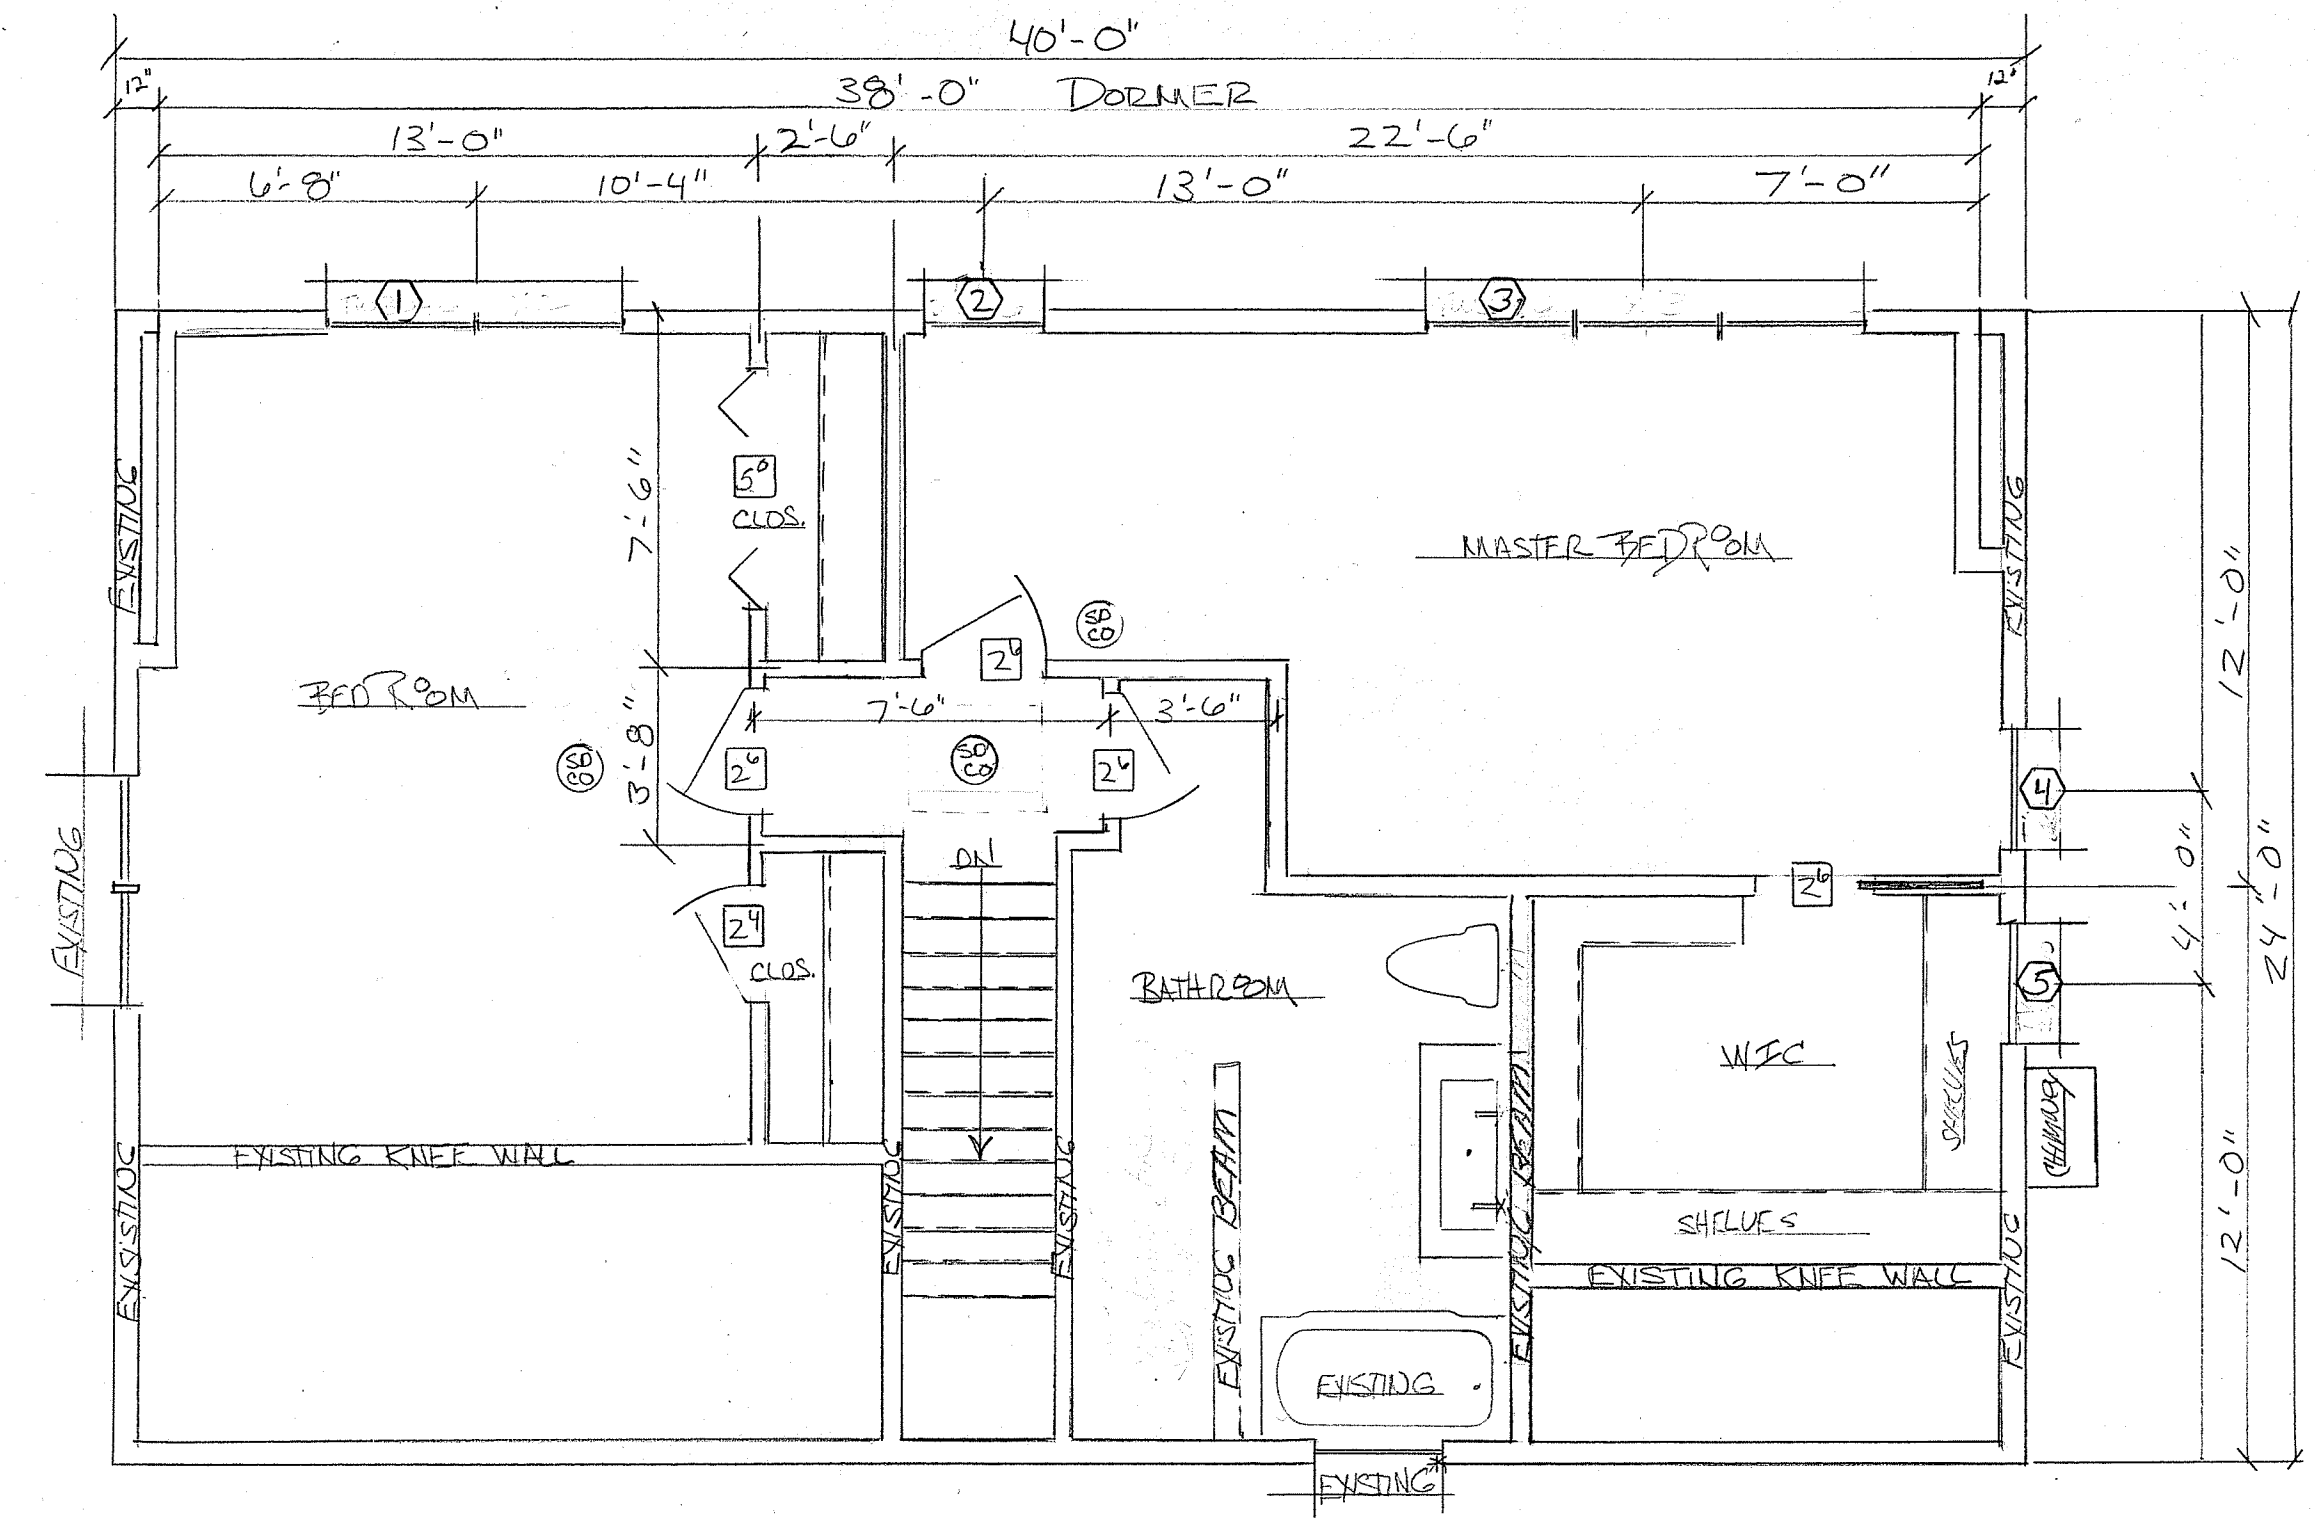 40'-0"
12"
38'-0" DORMER
12"
13'-0"
2'-6"
22'-6"
6'-8"
10'-4"
13'-0"
7'-0"
1
2
3
EXISTING
7'-6"
5⁰
CLOS.
MASTER BEDROOM
EXISTING
12'-0"
SD
CO
2⁶
BEDROOM
7'-6"
3'-6"
3'-8"
SD
CO
2⁶
SD
CO
2⁶
4
EXISTING
DN
2⁶
4'-0"
24'-0"
2⁴
CLOS.
BATHROOM
5
WIC
SHELVES
CHIMNEY
EXISTING KNEE WALL
EXISTING
EXISTING
EXISTING
EXISTING BEAM
EXISTING BEAM
SHELVES
EXISTING KNEE WALL
EXISTING
12'-0"
EXISTING
EXISTING